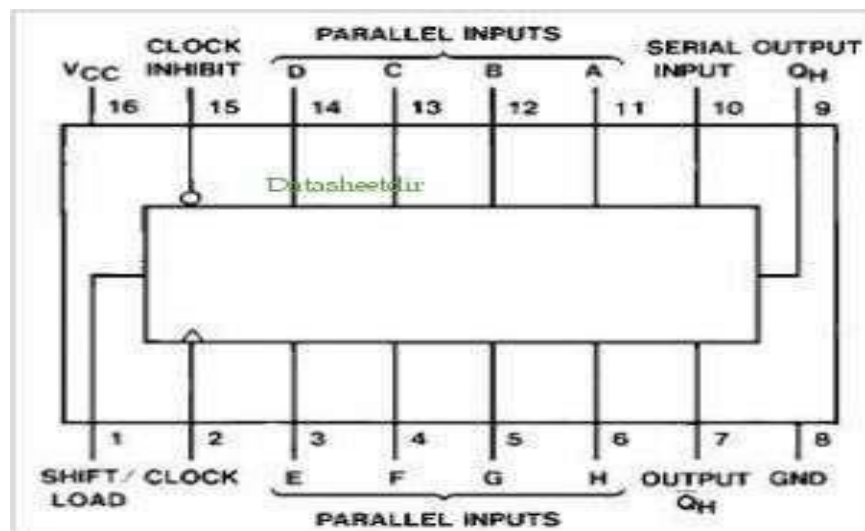 PARALLEL INPUTS
VCC CLOCK INHIBIT D C B A SERIAL INPUT OUTPUT QH
16 15 14 13 12 11 10 9
Datasheetdir
1 2 3 4 5 6 7 8
SHIFT/LOAD CLOCK E F G H OUTPUT Q̅H GND
PARALLEL INPUTS